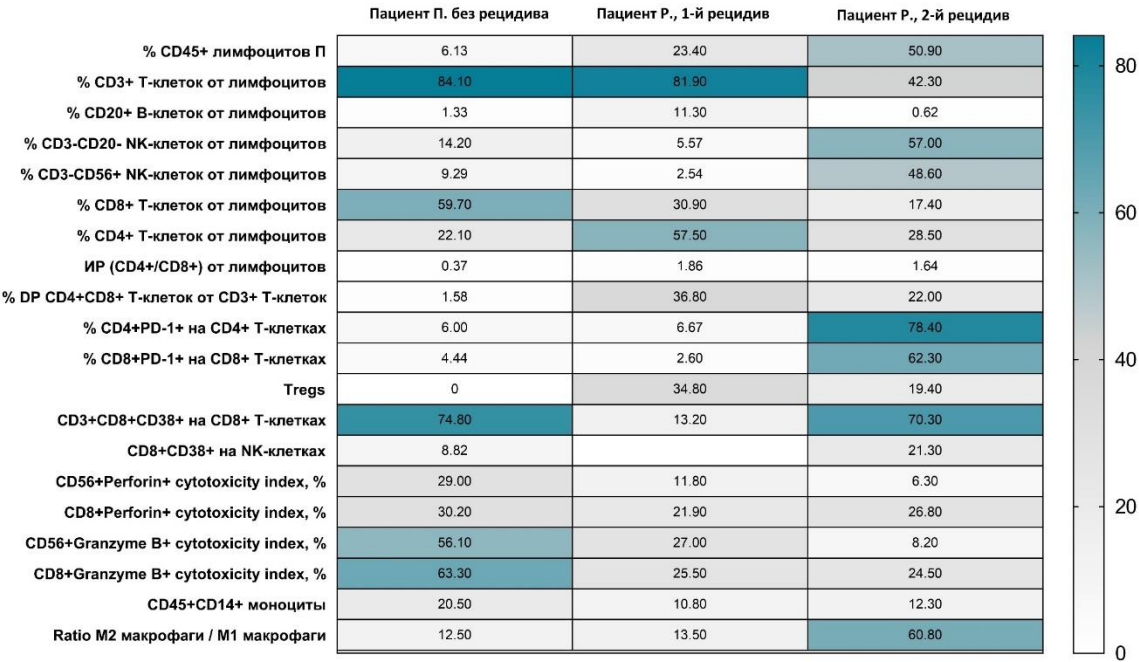 Пациент П. без рецидива Пациент Р., 1-й рецидив Пациент Р., 2-й рецидив
% CD45+ лимфоцитов П 6.13 23.40 50.90
% CD3+ Т-клеток от лимфоцитов 84.10 81.90 42.30
% CD20+ В-клеток от лимфоцитов 1.33 11.30 0.62
% CD3-CD20- NK-клеток от лимфоцитов 14.20 5.57 57.00
% CD3-CD56+ NK-клеток от лимфоцитов 9.29 2.54 48.60
% CD8+ Т-клеток от лимфоцитов 59.70 30.90 17.40
% CD4+ Т-клеток от лимфоцитов 22.10 57.50 28.50
ИР (CD4+/CD8+) от лимфоцитов 0.37 1.86 1.64
% DP CD4+CD8+ Т-клеток от CD3+ Т-клеток 1.58 36.80 22.00
% CD4+PD-1+ на CD4+ Т-клетках 6.00 6.67 78.40
% CD8+PD-1+ на CD8+ Т-клетках 4.44 2.60 62.30
Tregs 0 34.80 19.40
CD3+CD8+CD38+ на CD8+ Т-клетках 74.80 13.20 70.30
CD8+CD38+ на NK-клетках 8.82 21.30
CD56+Perforin+ cytotoxicity index, % 29.00 11.80 6.30
CD8+Perforin+ cytotoxicity index, % 30.20 21.90 26.80
CD56+Granzyme B+ cytotoxicity index, % 56.10 27.00 8.20
CD8+Granzyme B+ cytotoxicity index, % 63.30 25.50 24.50
CD45+CD14+ моноциты 20.50 10.80 12.30
Ratio M2 макрофаги / M1 макрофаги 12.50 13.50 60.80
80
60
40
20
0